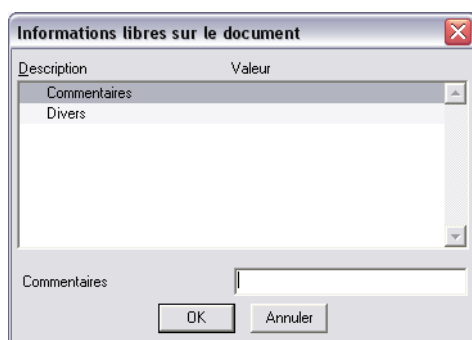 Informations libres sur le document
Description Valeur
Commentaires
Divers
Commentaires
OK Annuler